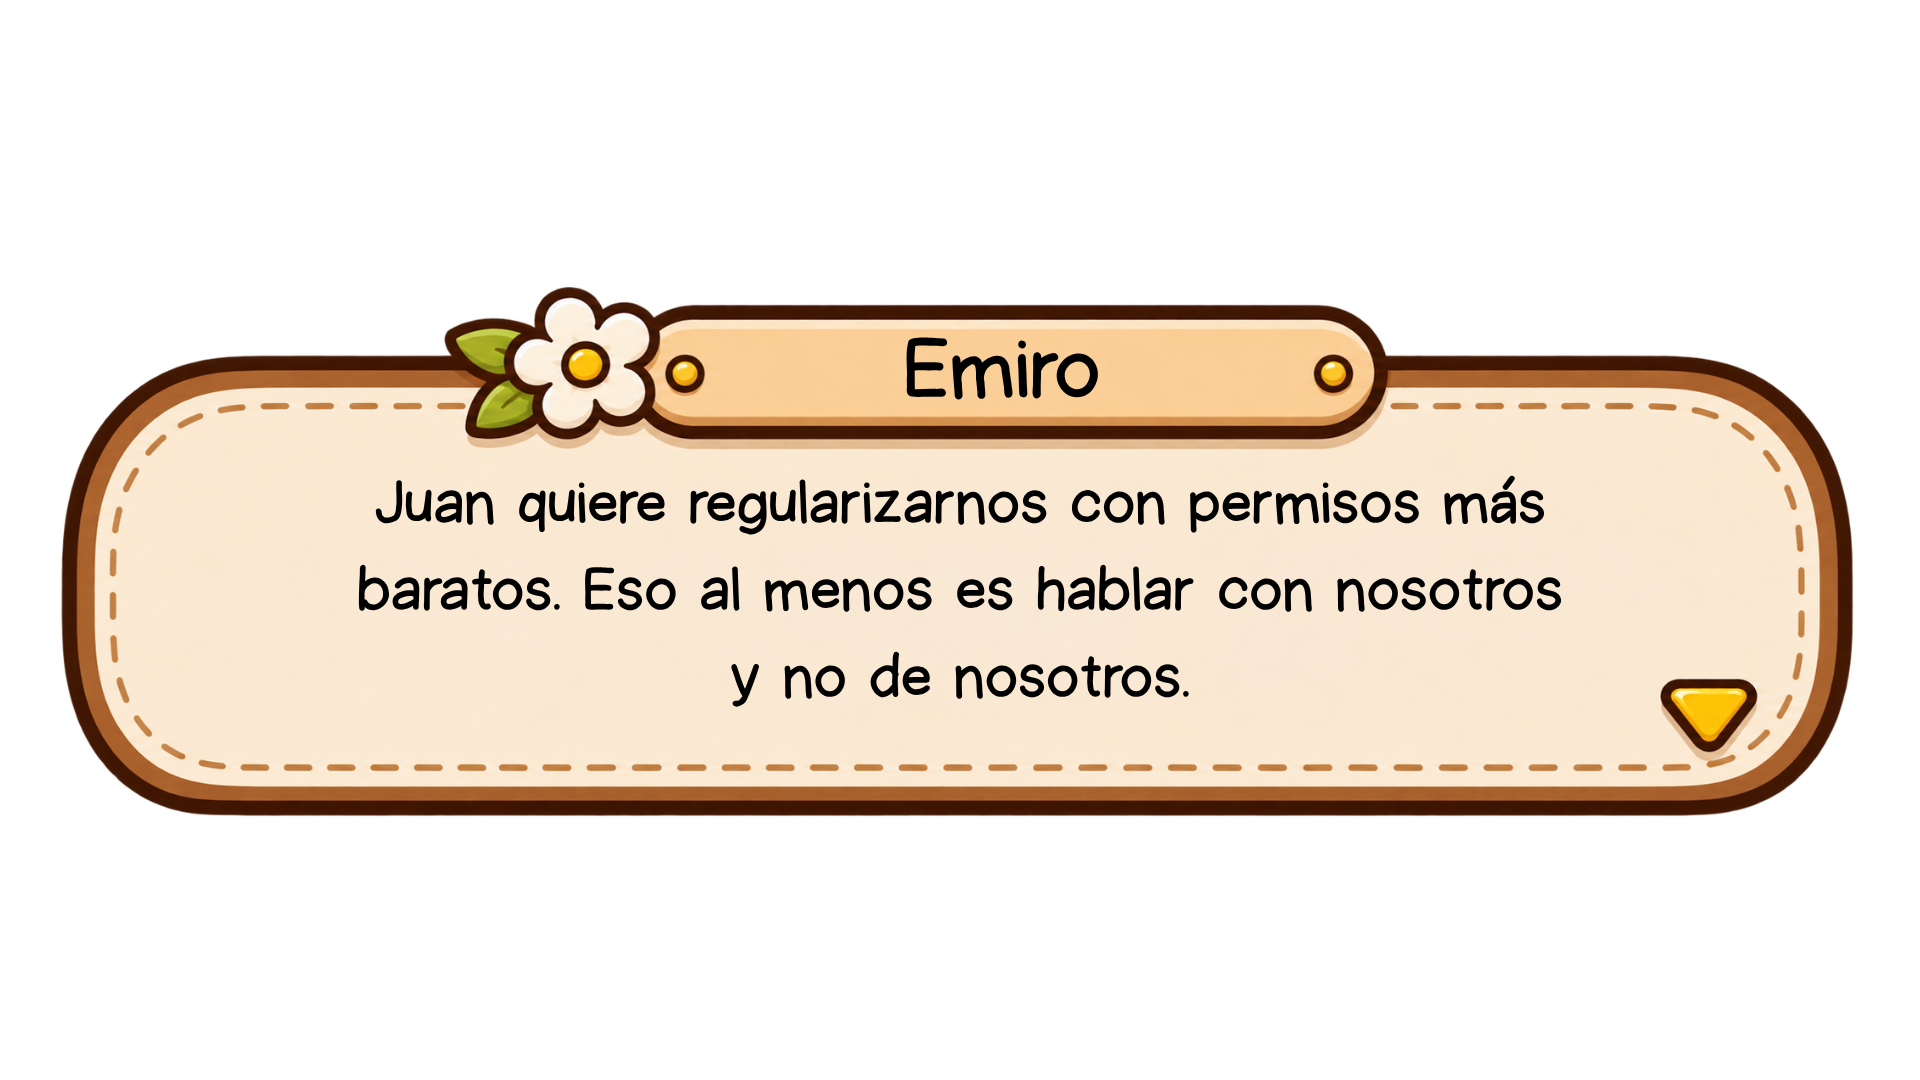 Emiro
Juan quiere regularizarnos con permisos más
baratos. Eso al menos es hablar con nosotros
y no de nosotros.